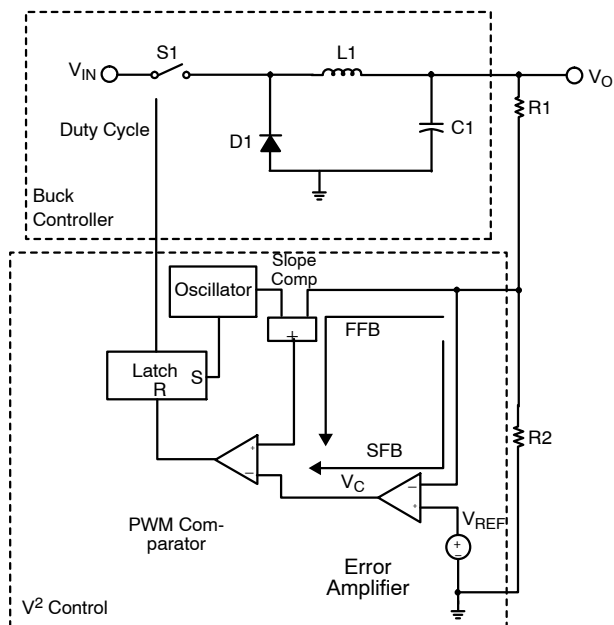 S1
L1
V_IN
V_O
R1
Duty Cycle
D1
C1
Buck
Controller
Slope
Comp
Oscillator
+
FFB
Latch
S
R
R2
SFB
+
−
V_C
−
+
V_REF
PWM Com-
parator
+
−
Error
Amplifier
V² Control